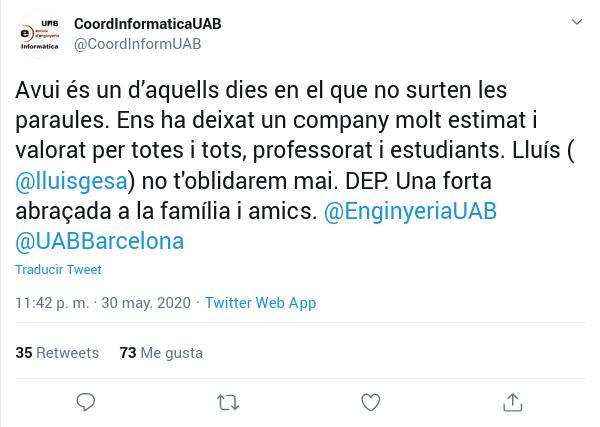 UAB
e escola d'enginyeria
Informàtica
CoordInformaticaUAB
@CoordInformUAB
Avui és un d’aquells dies en el que no surten les
paraules. Ens ha deixat un company molt estimat i
valorat per totes i tots, professorat i estudiants. Lluís (
@lluisgesa) no t'oblidarem mai. DEP. Una forta
abraçada a la família i amics. @EnginyeriaUAB
@UABBarcelona
Traducir Tweet
11:42 p. m. · 30 may. 2020 · Twitter Web App
35 Retweets 73 Me gusta